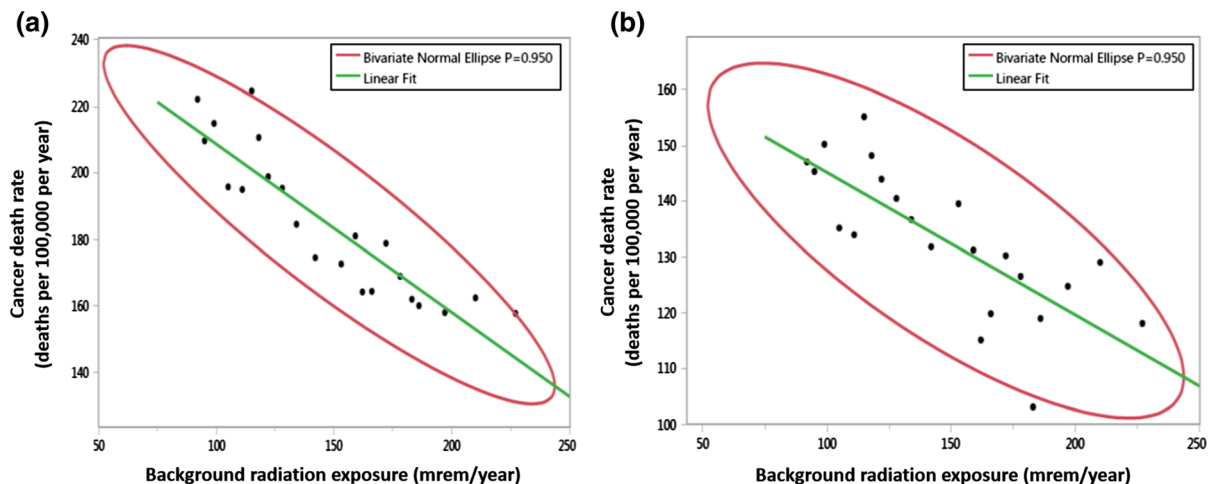 (a)
Cancer death rate
(deaths per 100,000 per year)
240
220
200
180
160
140
Bivariate Normal Ellipse P=0.950
Linear Fit
50 100 150 200 250
Background radiation exposure (mrem/year)
(b)
Cancer death rate
(deaths per 100,000 per year)
160
150
140
130
120
110
100
Bivariate Normal Ellipse P=0.950
Linear Fit
50 100 150 200 250
Background radiation exposure (mrem/year)